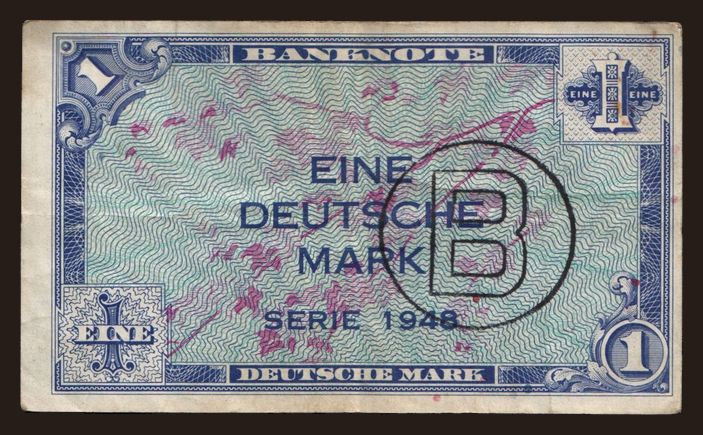 1
BANKNOTE
EINE 1 EINE
EINE
DEUTSCHE
MARK
B
SERIE 1948
EINE
1
DEUTSCHE MARK
1